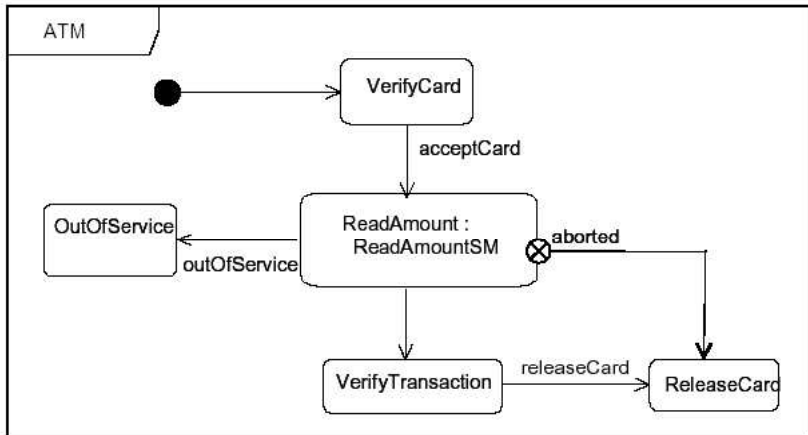 ATM
VerifyCard
acceptCard
ReadAmount :
ReadAmountSM
aborted
OutOfService
outOfService
VerifyTransaction
releaseCard
ReleaseCard